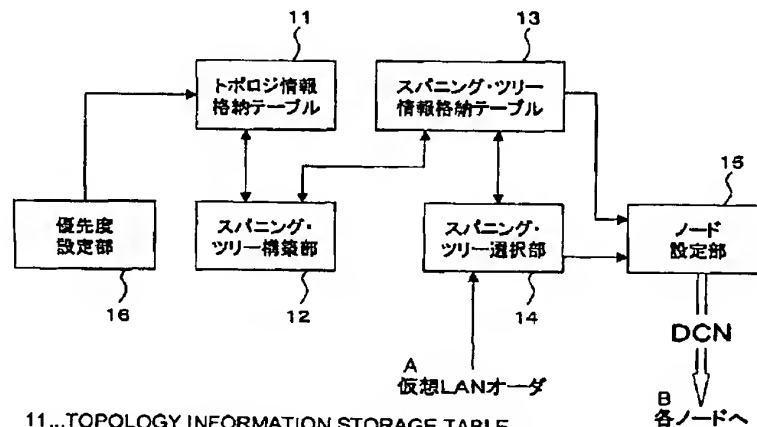 11
13
トポロジ情報
格納テーブル
スパニング・ツリー
情報格納テーブル
15
優先度
設定部
スパニング・
ツリー構築部
スパニング・
ツリー選択部
ノード
設定部
16
12
14
DCN
A
仮想LANオーダ
B
各ノードへ
11...TOPOLOGY INFORMATION STORAGE TABLE